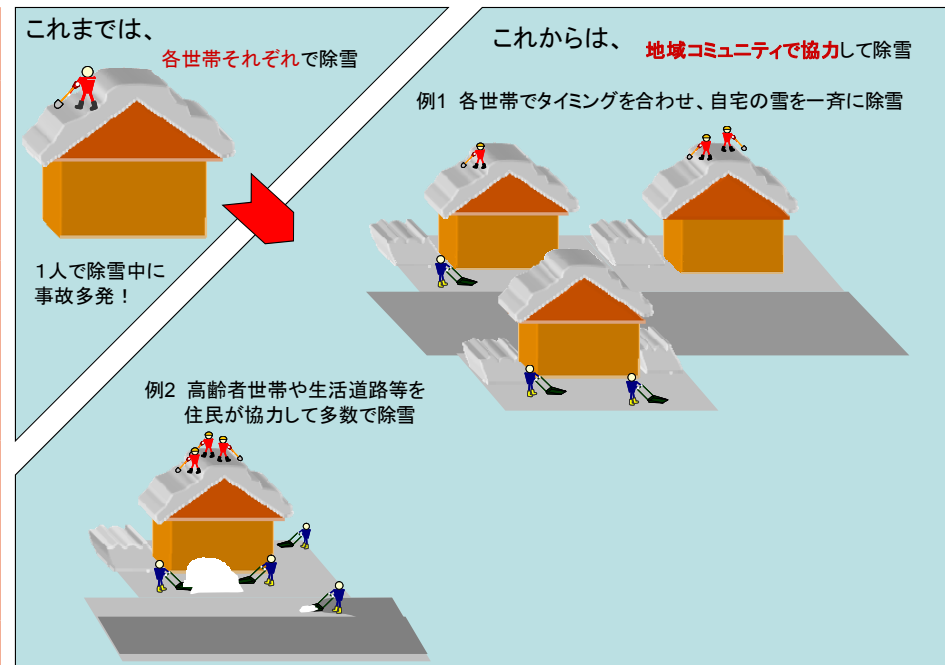 これまでは、
各世帯それぞれで除雪
1人で除雪中に
事故多発！
これからは、
地域コミュニティで協力して除雪
例1 各世帯でタイミングを合わせ、自宅の雪を一斉に除雪
例2 高齢者世帯や生活道路等を
住民が協力して多数で除雪